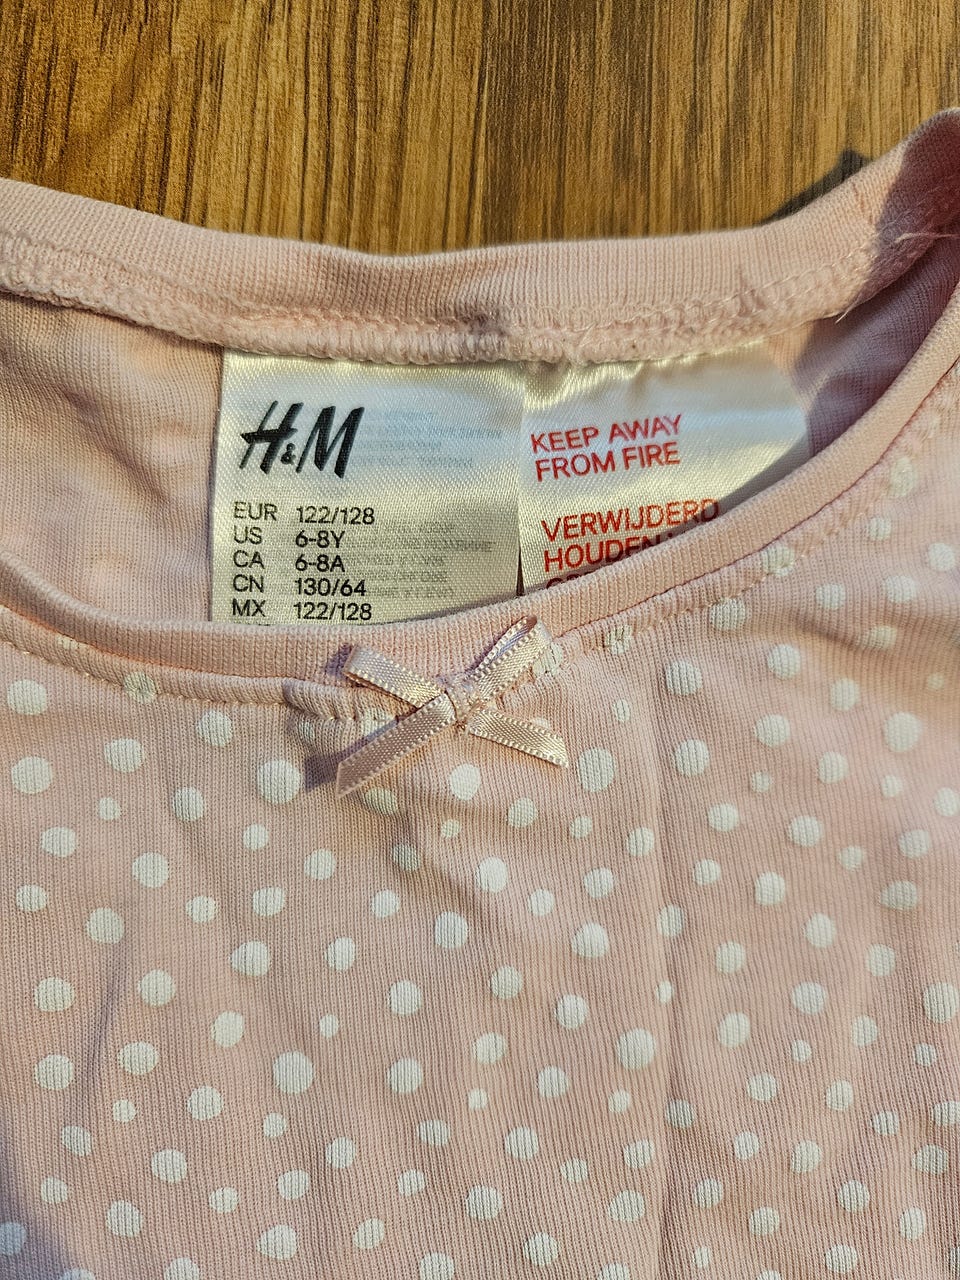 H&M
EUR 122/128
US 6-8Y
CA 6-8A
CN 130/64
MX 122/128
KEEP AWAY
FROM FIRE
VERWIJDERD
HOUDEN